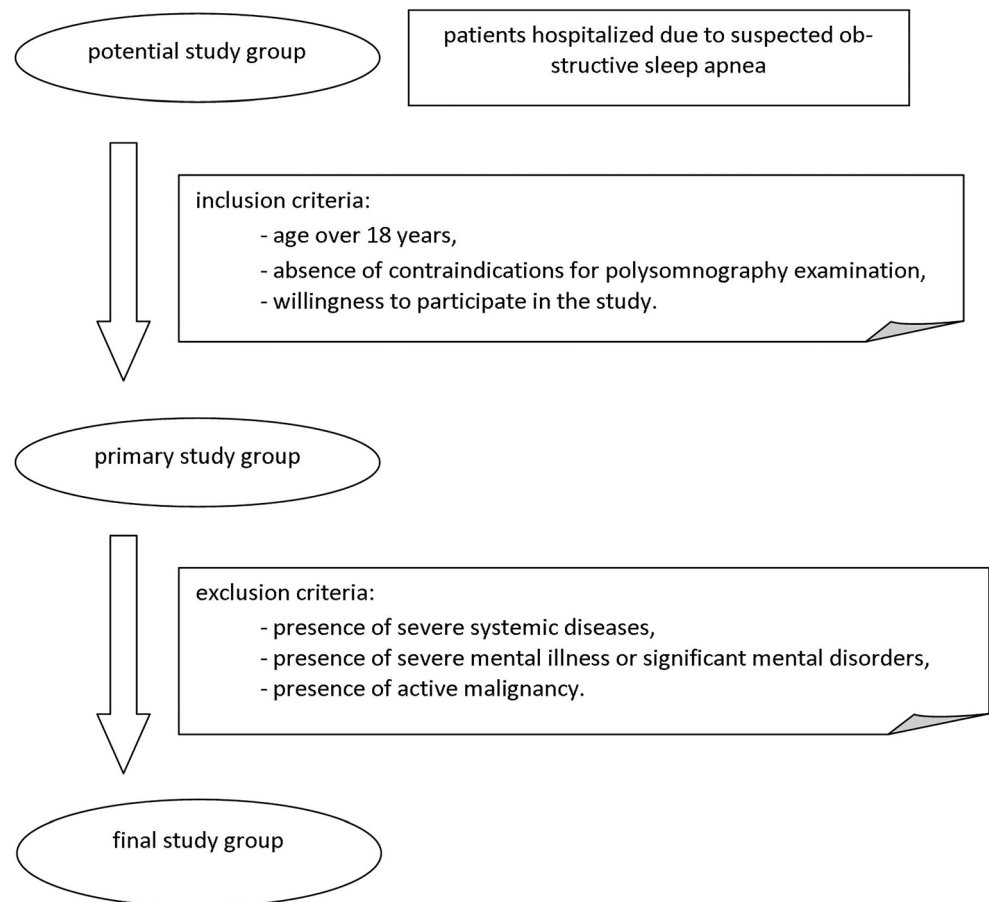 potential study group
patients hospitalized due to suspected ob-
structive sleep apnea
inclusion criteria:
- age over 18 years,
- absence of contraindications for polysomnography examination,
- willingness to participate in the study.
primary study group
exclusion criteria:
- presence of severe systemic diseases,
- presence of severe mental illness or significant mental disorders,
- presence of active malignancy.
final study group